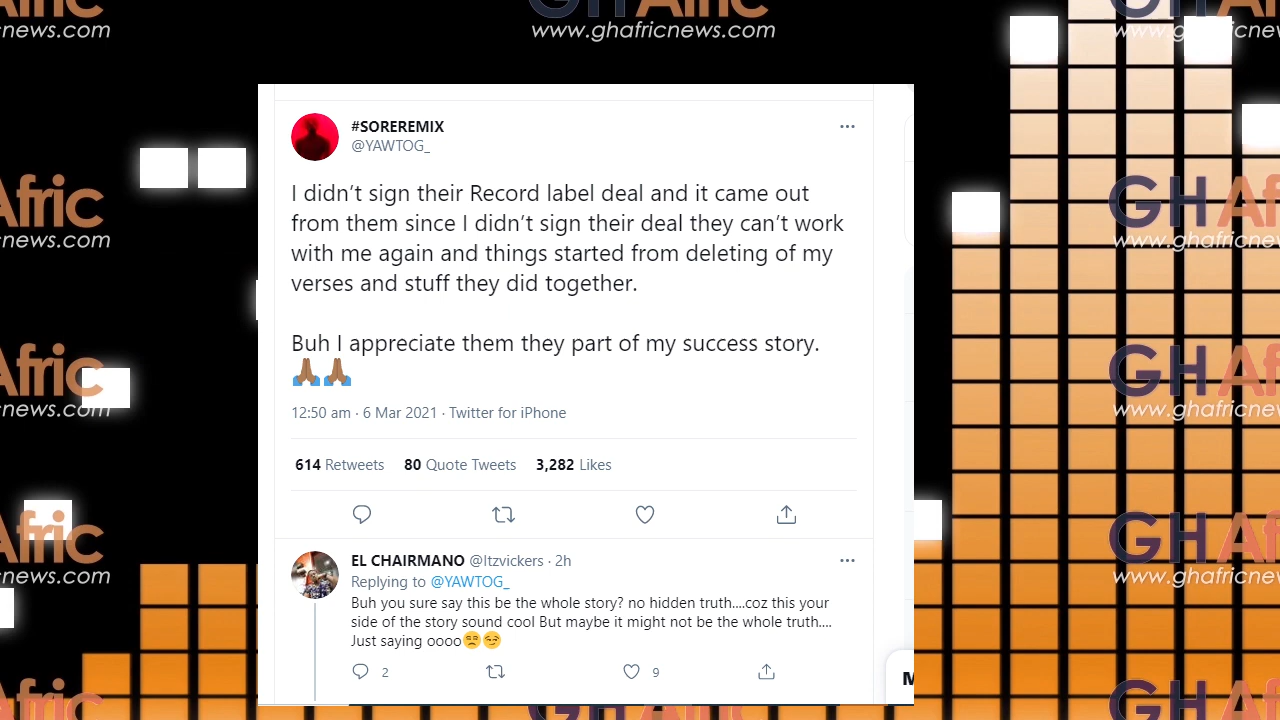 GH Afric
www.ghafricnews.com
#SOREREMIX
@YAWTOG_
I didn’t sign their Record label deal and it came out
from them since I didn’t sign their deal they can’t work
with me again and things started from deleting of my
verses and stuff they did together.
Buh I appreciate them they part of my success story.
🙏🏾🙏🏾
12:50 am · 6 Mar 2021 · Twitter for iPhone
614 Retweets 80 Quote Tweets 3,282 Likes
EL CHAIRMANO @Itzvickers · 2h
Replying to @YAWTOG_
Buh you sure say this be the whole story? no hidden truth....coz this your
side of the story sound cool But maybe it might not be the whole truth....
Just saying oooo😒😏
2 9